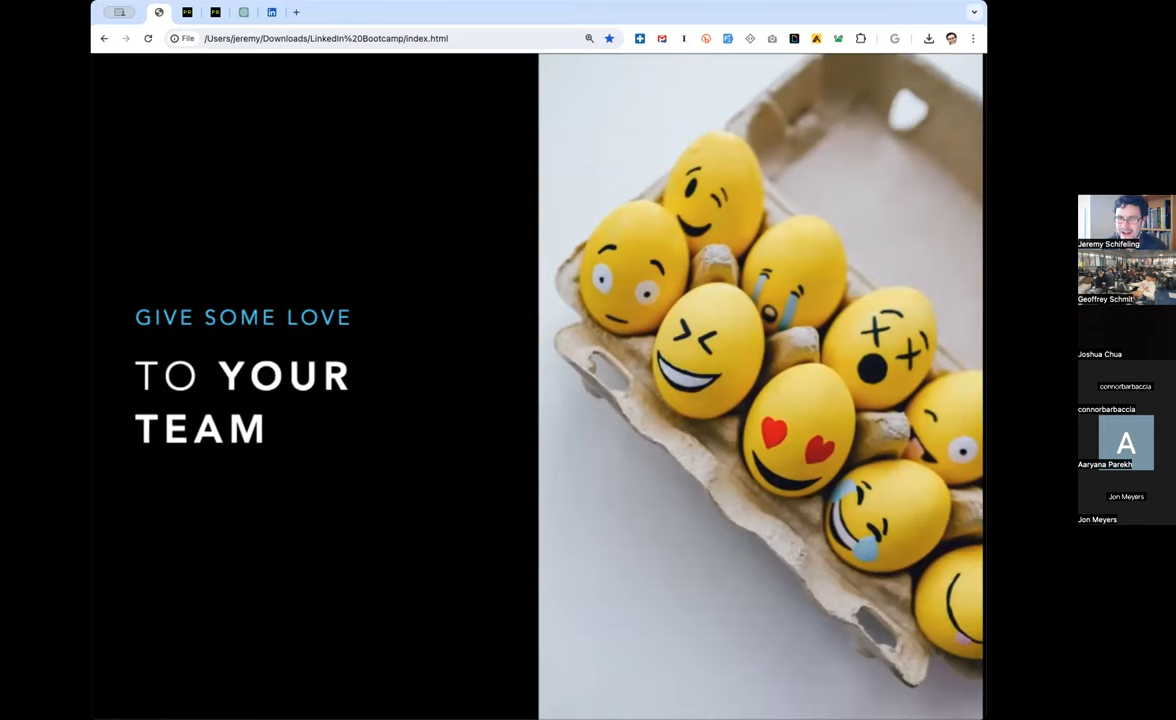 File
/Users/jeremy/Downloads/LinkedIn%20Bootcamp/index.html
GIVE SOME LOVE
TO YOUR
TEAM
Jeremy Schifeling
Geoffrey Schmit
Joshua Chua
connorbarbaccia
connorbarbaccia
A
Aaryana Parekh
Jon Meyers
Jon Meyers